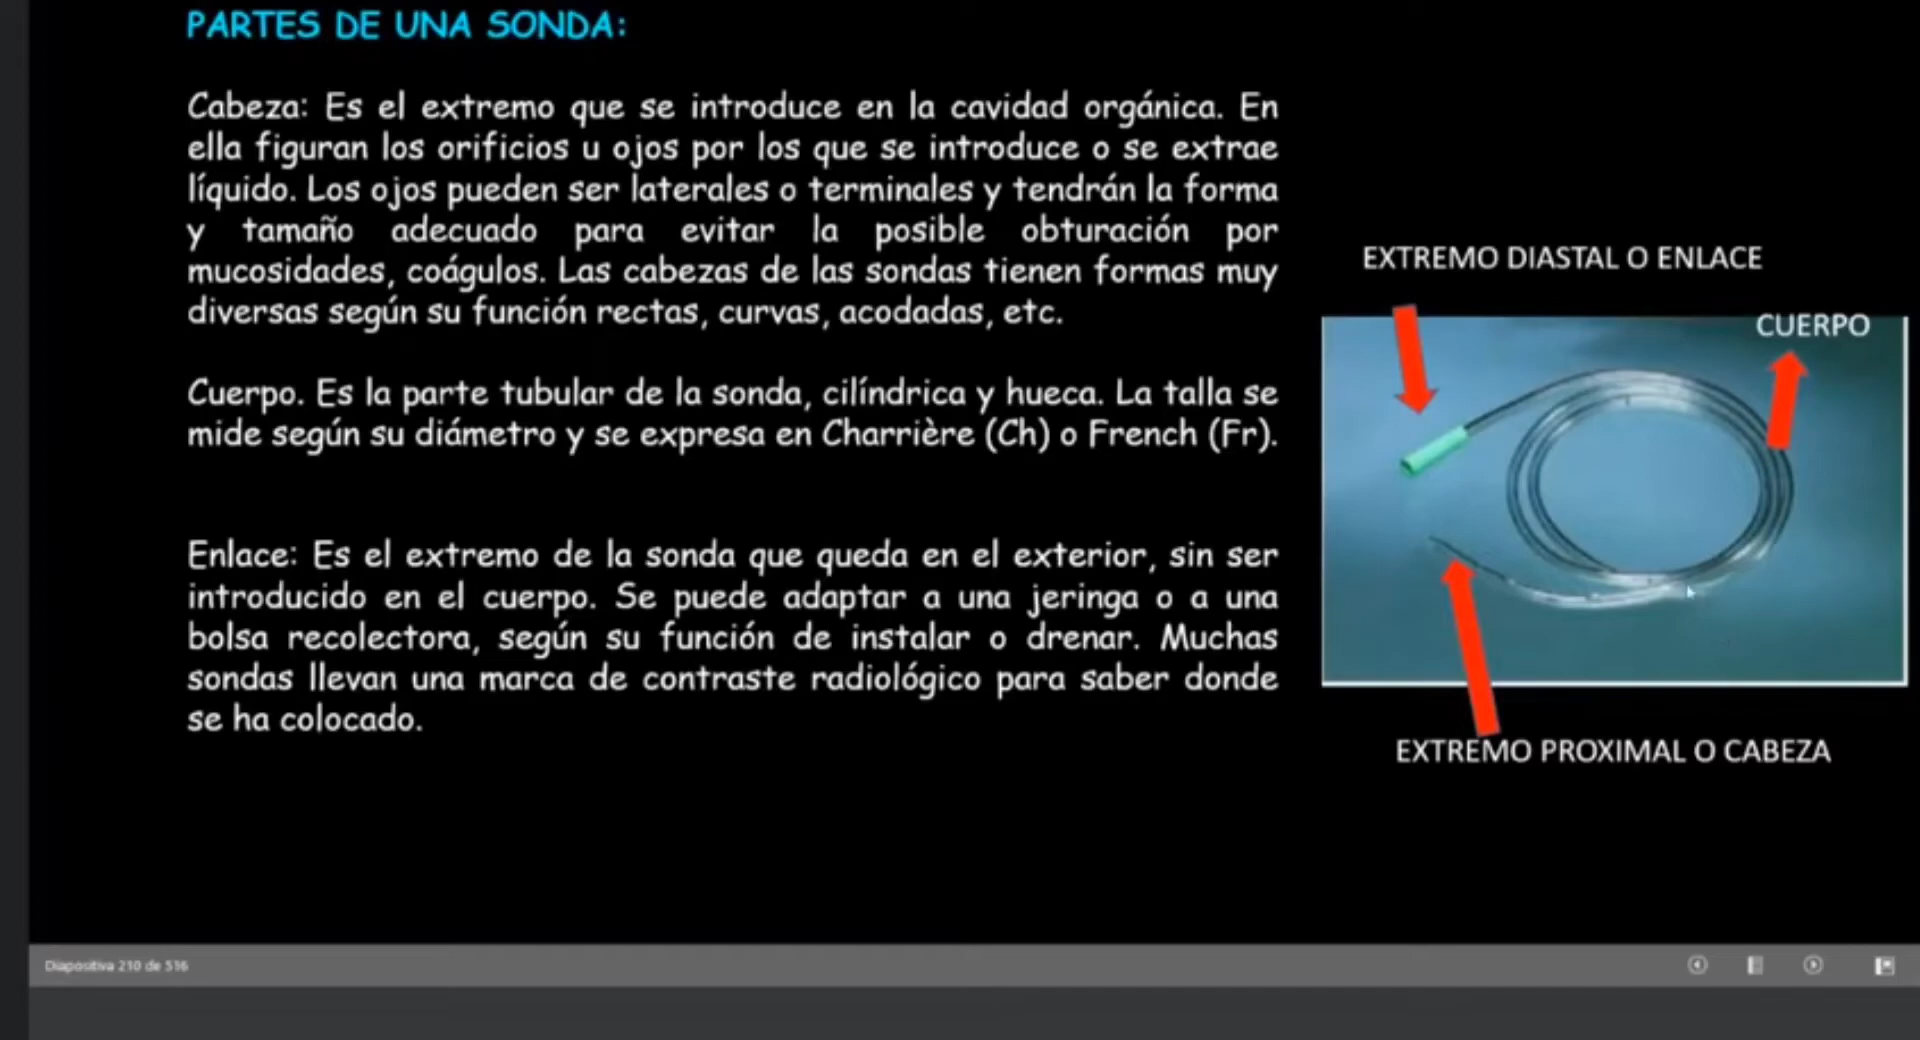 PARTES DE UNA SONDA:
Cabeza: Es el extremo que se introduce en la cavidad orgánica. En
ella figuran los orificios u ojos por los que se introduce o se extrae
líquido. Los ojos pueden ser laterales o terminales y tendrán la forma
y tamaño adecuado para evitar la posible obturación por
mucosidades, coágulos. Las cabezas de las sondas tienen formas muy
diversas según su función rectas, curvas, acodadas, etc.
Cuerpo. Es la parte tubular de la sonda, cilíndrica y hueca. La talla se
mide según su diámetro y se expresa en Charrière (Ch) o French (Fr).
Enlace: Es el extremo de la sonda que queda en el exterior, sin ser
introducido en el cuerpo. Se puede adaptar a una jeringa o a una
bolsa recolectora, según su función de instalar o drenar. Muchas
sondas llevan una marca de contraste radiológico para saber donde
se ha colocado.
EXTREMO DIASTAL O ENLACE
CUERPO
EXTREMO PROXIMAL O CABEZA
Diapositiva 210 de 516